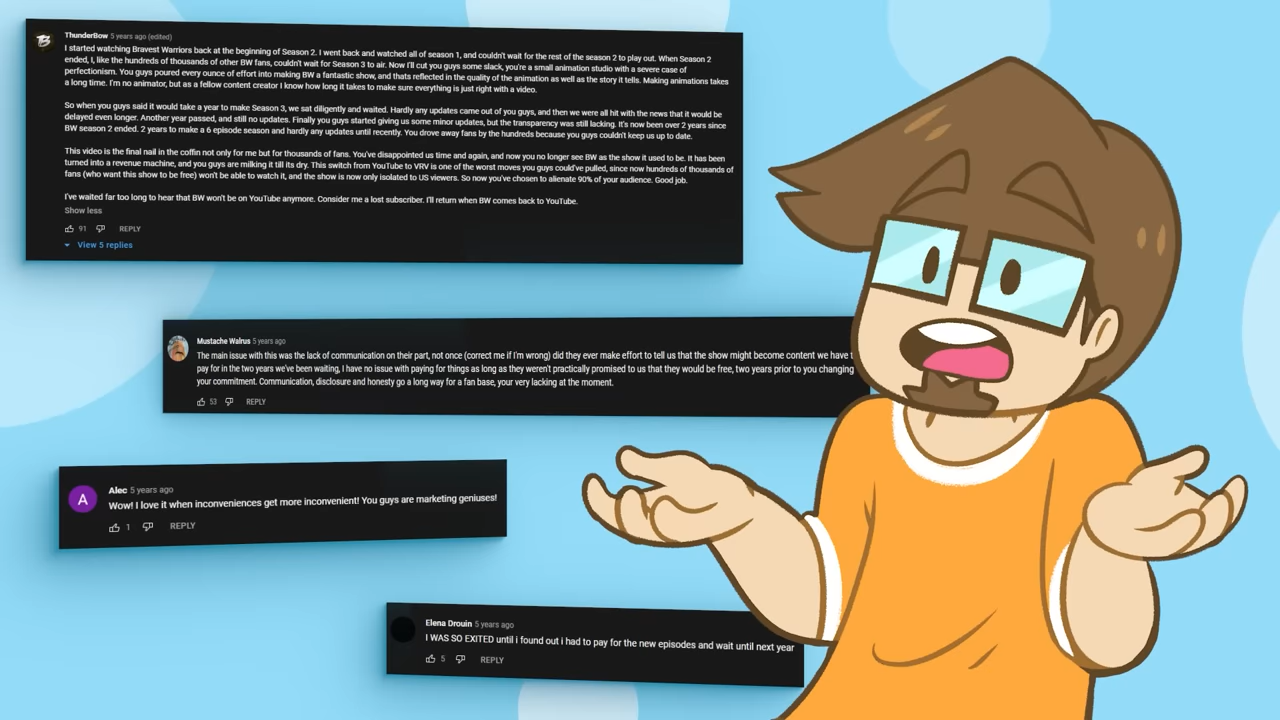 ThunderBow 5 years ago (edited)
I started watching Bravest Warriors back at the beginning of Season 2. I went back and watched all of season 1, and couldn't wait for the rest of the season 2 to play out. When Season 2
ended, I, like the hundreds of thousands of other BW fans, couldn't wait for Season 3 to air. Now I'll cut you guys some slack, you're a small animation studio with a severe case of
perfectionism. You guys poured every ounce of effort into making BW a fantastic show, and thats reflected in the quality of the animation as well as the story it tells. Making animations takes
a long time. I'm no animator, but as a fellow content creator I know how long it takes to make sure everything is just right with a video.
So when you guys said it would take a year to make Season 3, we sat diligently and waited. Hardly any updates came out of you guys, and then we were all hit with the news that it would be
delayed even longer. Another year passed, and still no updates. Finally you guys started giving us some minor updates, but the transparency was still lacking. It's now been over 2 years since
BW season 2 ended. 2 years to make a 6 episode season and hardly any updates until recently. You drove away fans by the hundreds because you guys couldn't keep us up to date.
This video is the final nail in the coffin not only for me but for thousands of fans. You've disappointed us time and again, and now you no longer see BW as the show it used to be. It has been
turned into a revenue machine, and you guys are milking it till its dry. This switch from YouTube to VRV is one of the worst moves you guys could've pulled, since now hundreds of thousands of
fans (who want this show to be free) won't be able to watch it, and the show is now only isolated to US viewers. So now you've chosen to alienate 90% of your audience. Good job.
I've waited far too long to hear that BW won't be on YouTube anymore. Consider me a lost subscriber. I'll return when BW comes back to YouTube.
Show less
91 REPLY
View 5 replies
Mustache Walrus 5 years ago
The main issue with this was the lack of communication on their part, not once (correct me if I'm wrong) did they ever make effort to tell us that the show might become content we have
pay for in the two years we've been waiting, I have no issue with paying for things as long as they weren't practically promised to us that they would be free, two years prior to you changing
your commitment. Communication, disclosure and honesty go a long way for a fan base, your very lacking at the moment.
53 REPLY
A
Alec 5 years ago
Wow! I love it when inconveniences get more inconvenient! You guys are marketing geniuses!
1 REPLY
Elena Drouin 5 years ago
I WAS SO EXITED until i found out i had to pay for the new episodes and wait until next year
5 REPLY